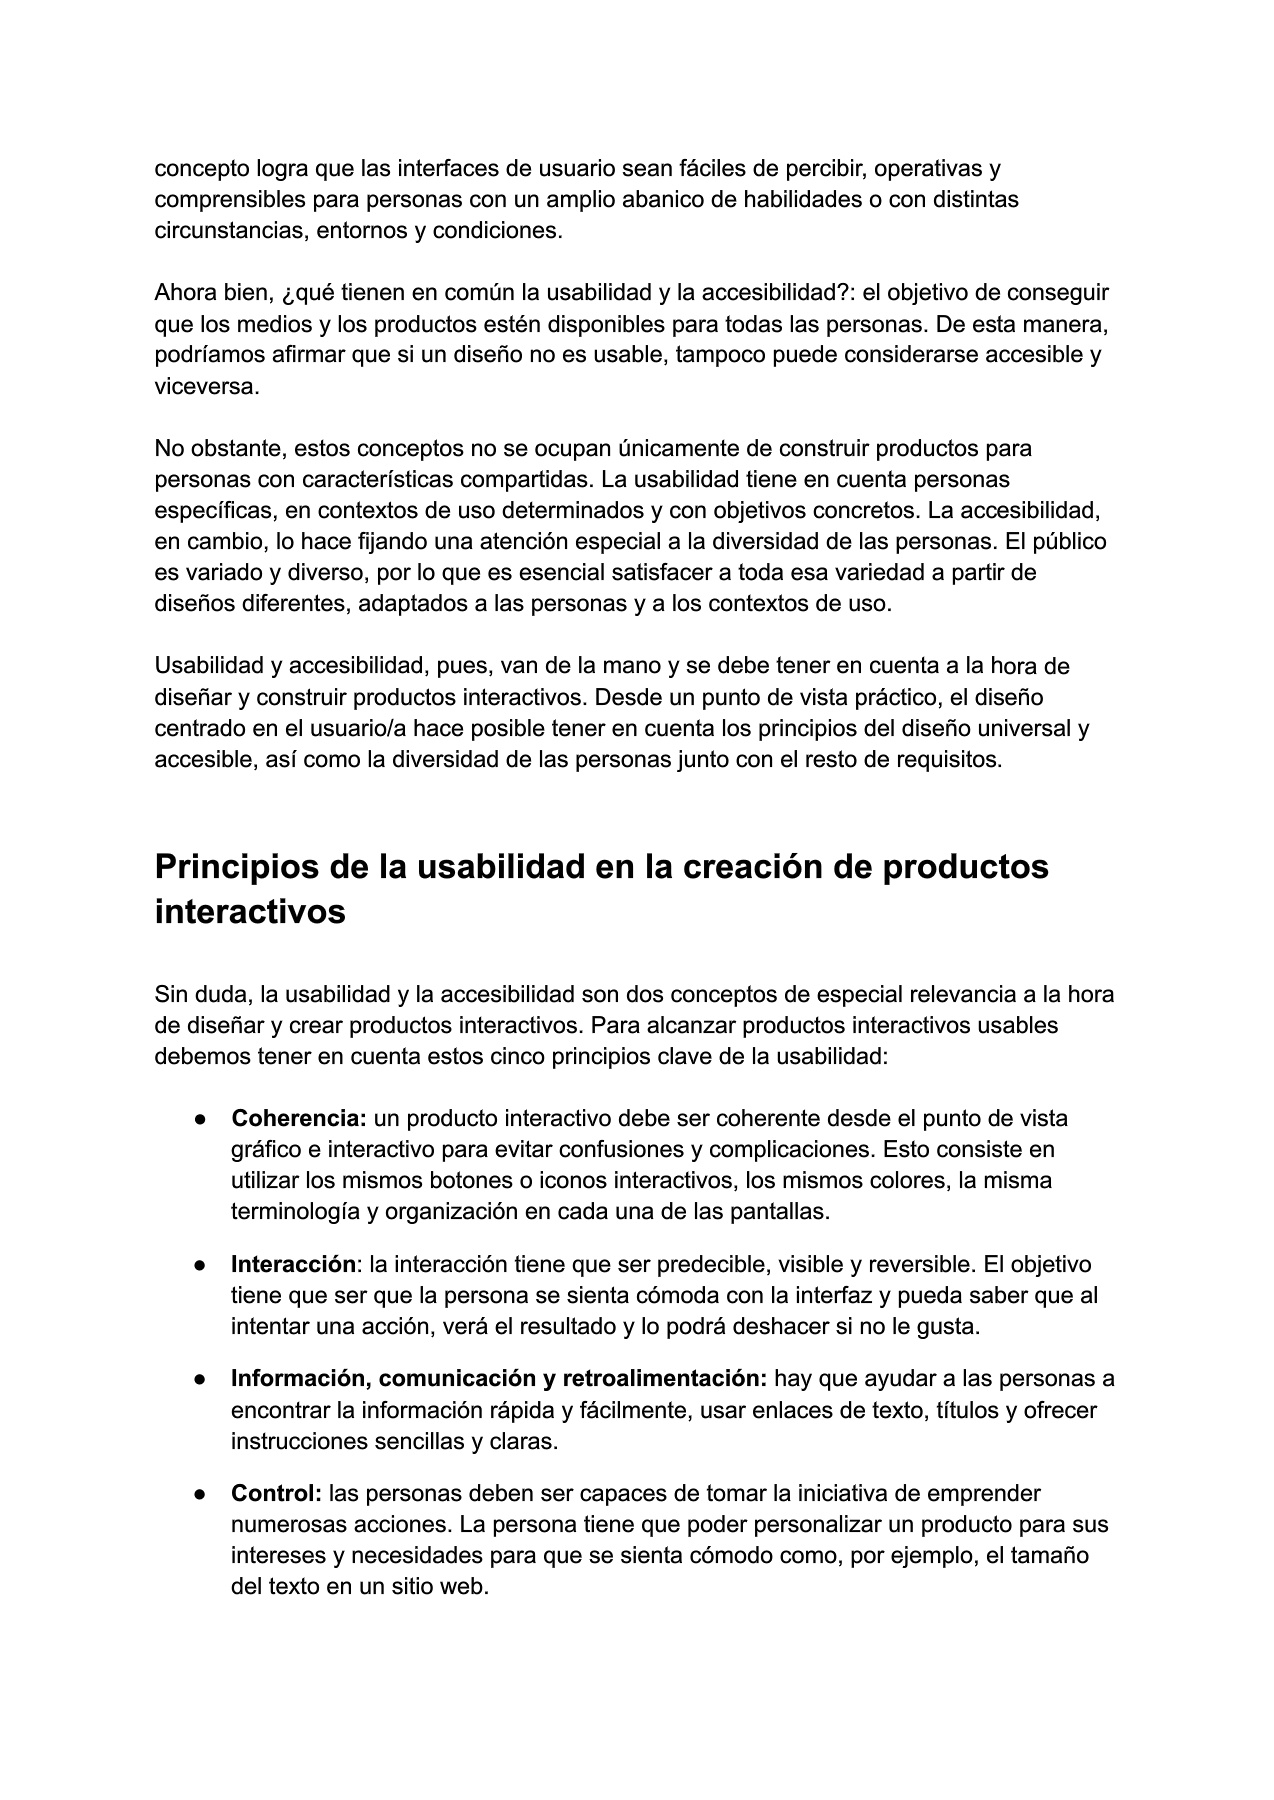 concepto logra que las interfaces de usuario sean fáciles de percibir, operativas y
comprensibles para personas con un amplio abanico de habilidades o con distintas
circunstancias, entornos y condiciones.
Ahora bien, ¿qué tienen en común la usabilidad y la accesibilidad?: el objetivo de conseguir
que los medios y los productos estén disponibles para todas las personas. De esta manera,
podríamos afirmar que si un diseño no es usable, tampoco puede considerarse accesible y
viceversa.
No obstante, estos conceptos no se ocupan únicamente de construir productos para
personas con características compartidas. La usabilidad tiene en cuenta personas
específicas, en contextos de uso determinados y con objetivos concretos. La accesibilidad,
en cambio, lo hace fijando una atención especial a la diversidad de las personas. El público
es variado y diverso, por lo que es esencial satisfacer a toda esa variedad a partir de
diseños diferentes, adaptados a las personas y a los contextos de uso.
Usabilidad y accesibilidad, pues, van de la mano y se debe tener en cuenta a la hora de
diseñar y construir productos interactivos. Desde un punto de vista práctico, el diseño
centrado en el usuario/a hace posible tener en cuenta los principios del diseño universal y
accesible, así como la diversidad de las personas junto con el resto de requisitos.
Principios de la usabilidad en la creación de productos
interactivos
Sin duda, la usabilidad y la accesibilidad son dos conceptos de especial relevancia a la hora
de diseñar y crear productos interactivos. Para alcanzar productos interactivos usables
debemos tener en cuenta estos cinco principios clave de la usabilidad:
● Coherencia: un producto interactivo debe ser coherente desde el punto de vista
gráfico e interactivo para evitar confusiones y complicaciones. Esto consiste en
utilizar los mismos botones o iconos interactivos, los mismos colores, la misma
terminología y organización en cada una de las pantallas.
● Interacción: la interacción tiene que ser predecible, visible y reversible. El objetivo
tiene que ser que la persona se sienta cómoda con la interfaz y pueda saber que al
intentar una acción, verá el resultado y lo podrá deshacer si no le gusta.
● Información, comunicación y retroalimentación: hay que ayudar a las personas a
encontrar la información rápida y fácilmente, usar enlaces de texto, títulos y ofrecer
instrucciones sencillas y claras.
● Control: las personas deben ser capaces de tomar la iniciativa de emprender
numerosas acciones. La persona tiene que poder personalizar un producto para sus
intereses y necesidades para que se sienta cómodo como, por ejemplo, el tamaño
del texto en un sitio web.